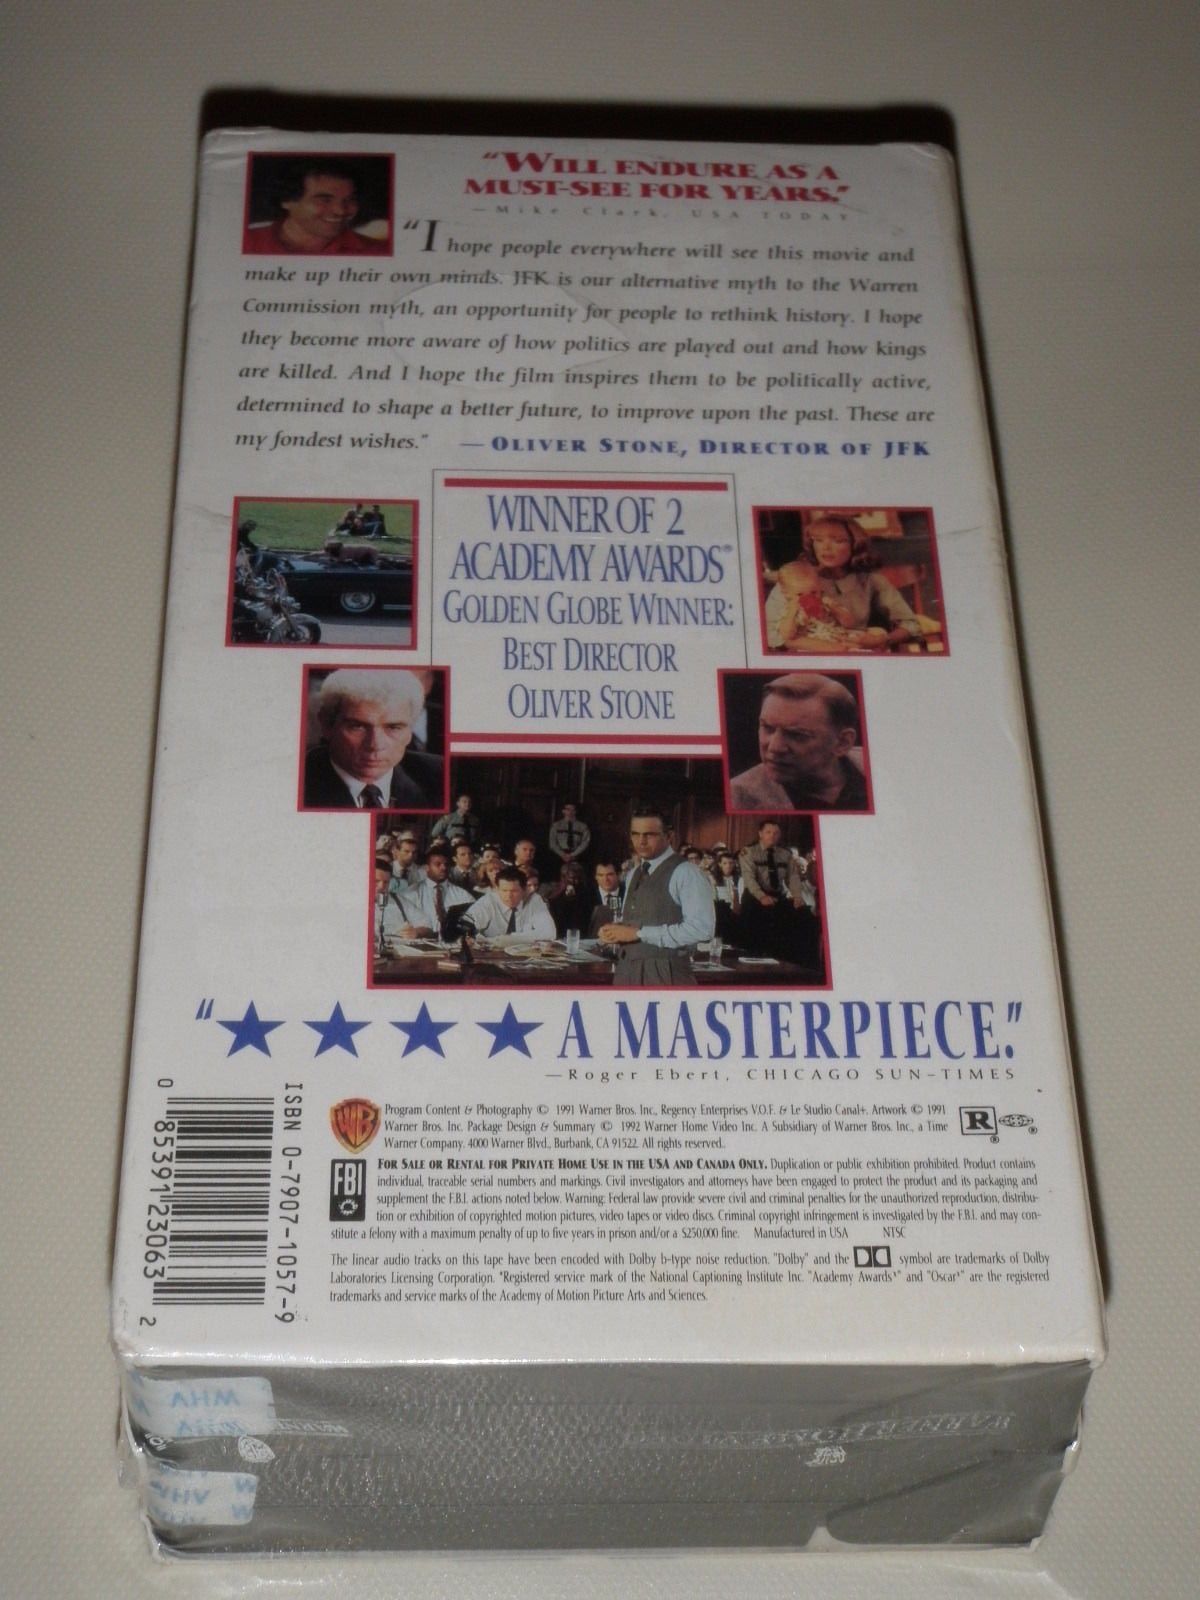 "WILL ENDURE AS A
MUST-SEE FOR YEARS."
—Mike Clark, USA TODAY
"I hope people everywhere will see this movie and
make up their own minds. JFK is our alternative myth to the Warren
Commission myth, an opportunity for people to rethink history. I hope
they become more aware of how politics are played out and how kings
are killed. And I hope the film inspires them to be politically active,
determined to shape a better future, to improve upon the past. These are
my fondest wishes." —OLIVER STONE, DIRECTOR OF JFK
WINNER OF 2
ACADEMY AWARDS®
GOLDEN GLOBE WINNER:
BEST DIRECTOR
OLIVER STONE
"★★★★ A MASTERPIECE."
—Roger Ebert, CHICAGO SUN-TIMES
ISBN 0-7907-1057-9
0 85391 23063 2
WB
Program Content & Photography © 1991 Warner Bros. Inc., Regency Enterprises V.O.F. & Le Studio Canal+. Artwork © 1991
Warner Bros. Inc. Package Design & Summary © 1992 Warner Home Video Inc. A Subsidiary of Warner Bros. Inc., a Time
Warner Company. 4000 Warner Blvd., Burbank, CA 91522. All rights reserved.
R ® ®
FBI
FOR SALE OR RENTAL FOR PRIVATE HOME USE IN THE USA AND CANADA ONLY. Duplication or public exhibition prohibited. Product contains
individual, traceable serial numbers and markings. Civil investigators and attorneys have been engaged to protect the product and its packaging and
supplement the F.B.I. actions noted below. Warning: Federal law provide severe civil and criminal penalties for the unauthorized reproduction, distribu-
tion or exhibition of copyrighted motion pictures, video tapes or video discs. Criminal copyright infringement is investigated by the F.B.I. and may con-
stitute a felony with a maximum penalty of up to five years in prison and/or a $250,000 fine. Manufactured in USA NTSC
The linear audio tracks on this tape have been encoded with Dolby b-type noise reduction. "Dolby" and the symbol are trademarks of Dolby
Laboratories Licensing Corporation. *Registered service mark of the National Captioning Institute Inc. "Academy Awards®" and "Oscar®" are the registered
trademarks and service marks of the Academy of Motion Picture Arts and Sciences.
WHV
WHV
WARNER HOME